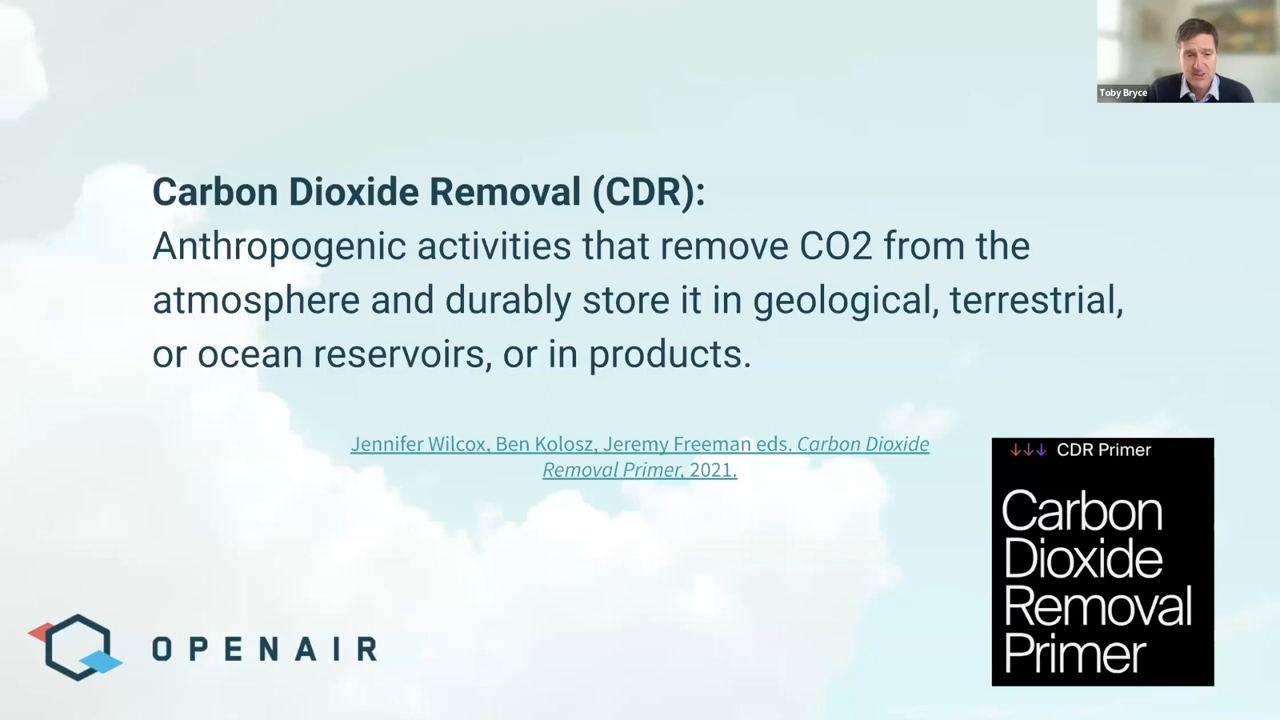 Toby Bryce
Carbon Dioxide Removal (CDR):
Anthropogenic activities that remove CO2 from the
atmosphere and durably store it in geological, terrestrial,
or ocean reservoirs, or in products.
Jennifer Wilcox, Ben Kolosz, Jeremy Freeman eds. Carbon Dioxide
Removal Primer, 2021.
↓↓↓ CDR Primer
Carbon
Dioxide
Removal
Primer
OPENAIR